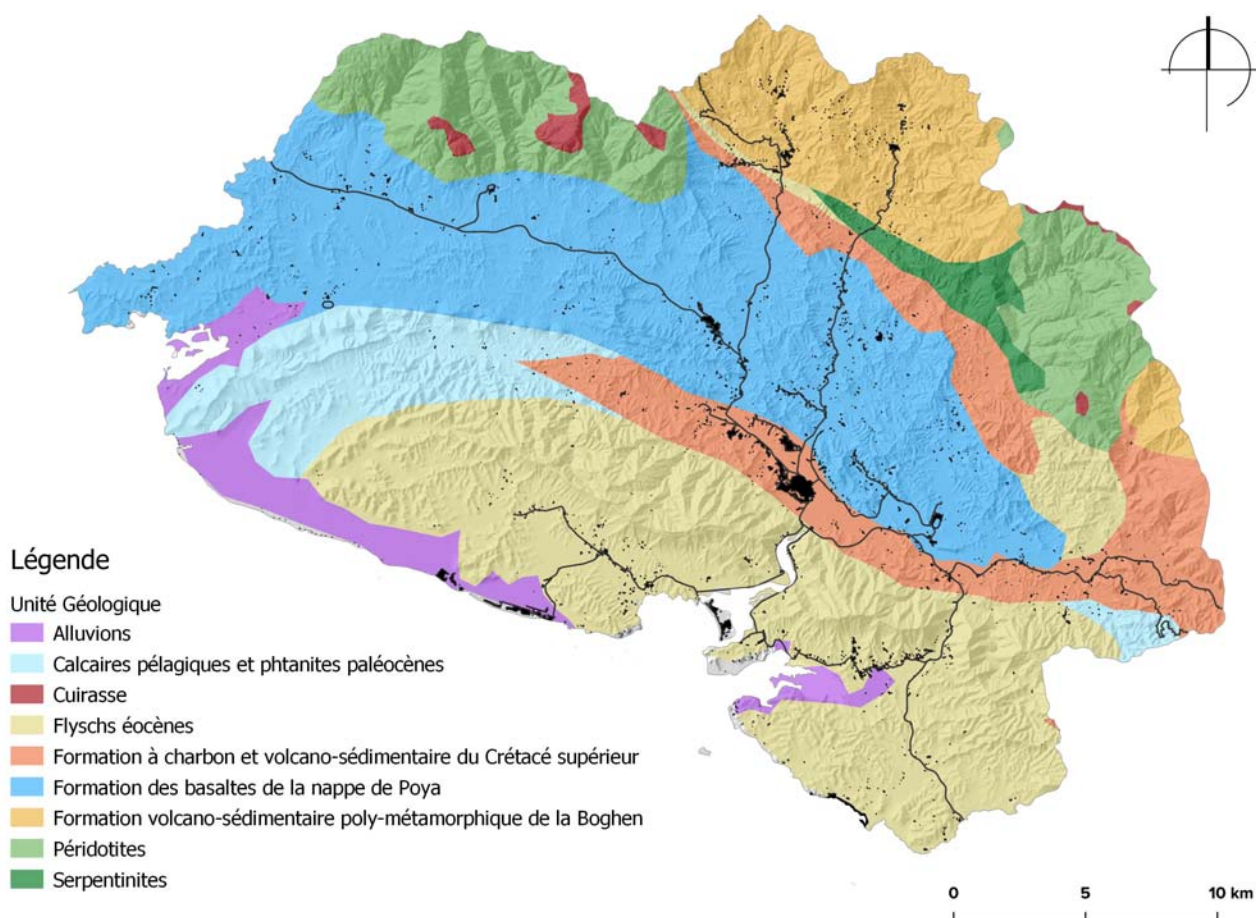 Légende
Unité Géologique
Alluvions
Calcaires pélagiques et phtanites paléocènes
Cuirasse
Flyschs éocènes
Formation à charbon et volcano-sédimentaire du Crétacé supérieur
Formation des basaltes de la nappe de Poya
Formation volcano-sédimentaire poly-métamorphique de la Boghen
Péridotites
Serpentinites
0 5 10 km